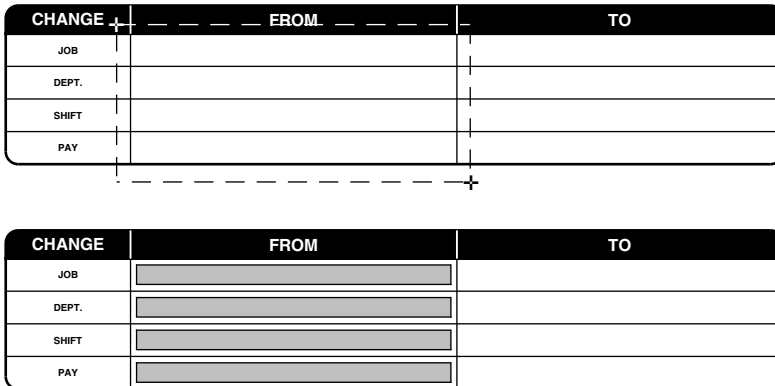 CHANGE FROM TO
JOB
DEPT.
SHIFT
PAY
CHANGE FROM TO
JOB
DEPT.
SHIFT
PAY